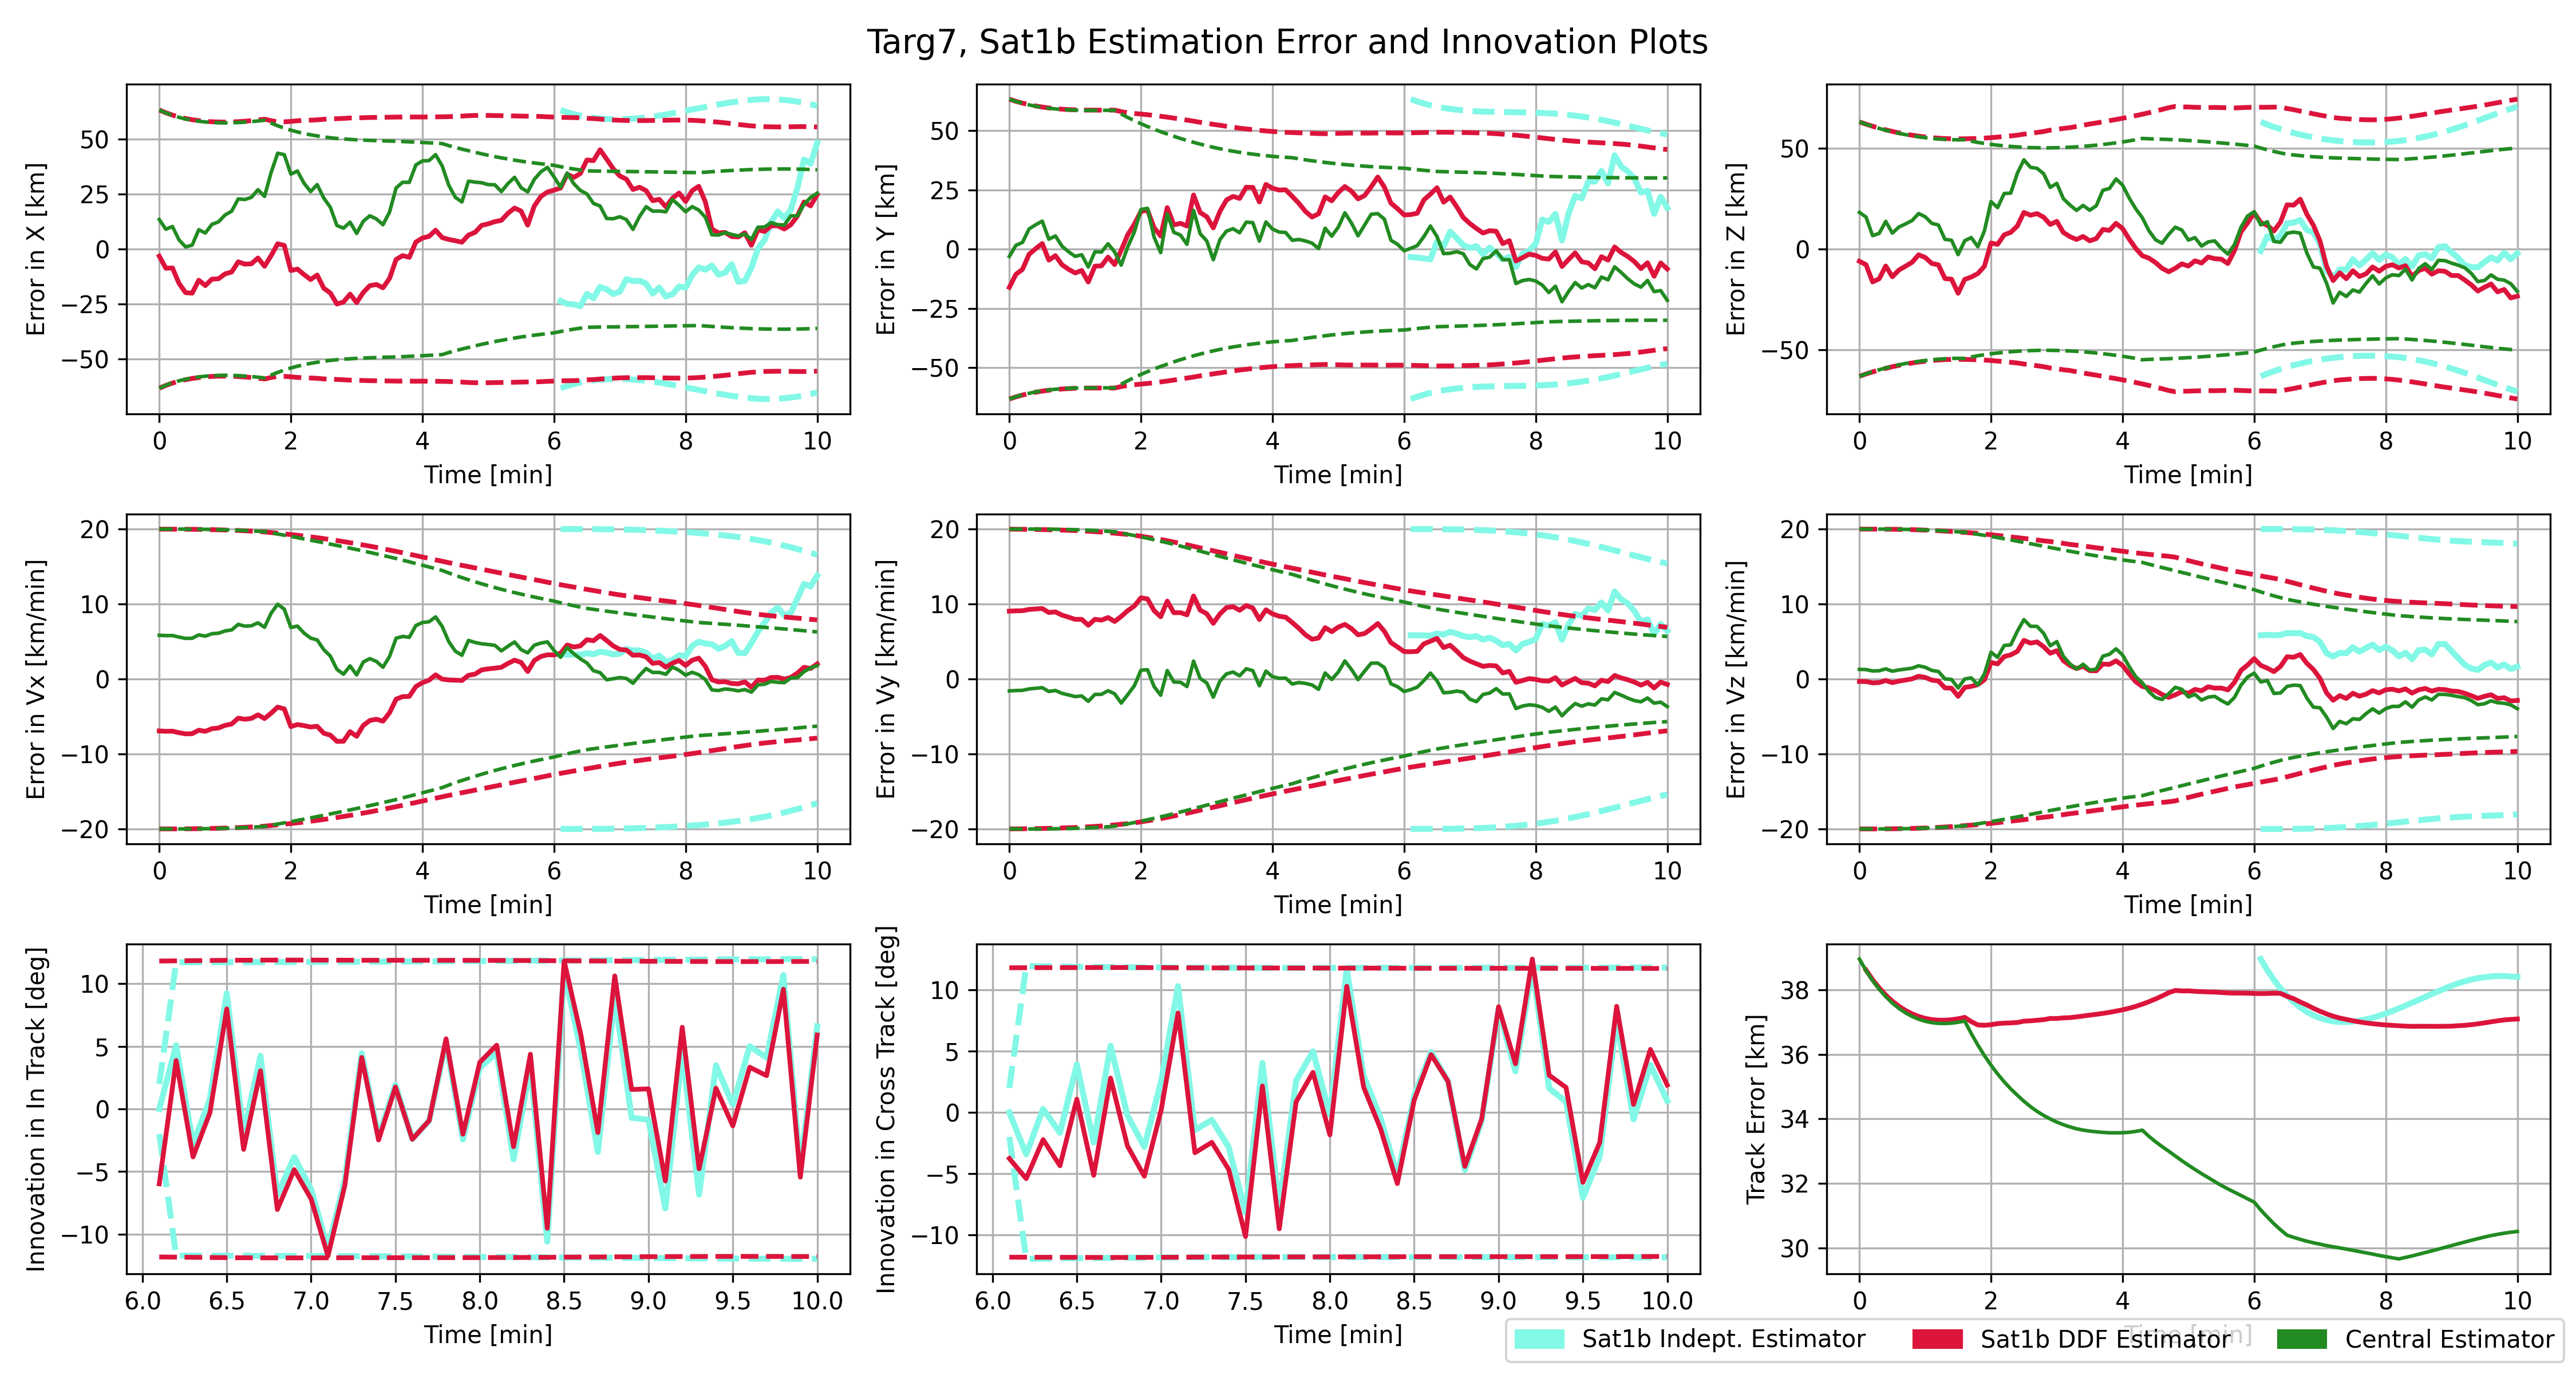 Targ7, Sat1b Estimation Error and Innovation Plots
Error in X [km]
50
25
0
−25
−50
0 2 4 6 8 10
Time [min]
Error in Y [km]
50
25
0
−25
−50
0 2 4 6 8 10
Time [min]
Error in Z [km]
50
0
−50
0 2 4 6 8 10
Time [min]
Error in Vx [km/min]
20
10
0
−10
−20
0 2 4 6 8 10
Time [min]
Error in Vy [km/min]
20
10
0
−10
−20
0 2 4 6 8 10
Time [min]
Error in Vz [km/min]
20
10
0
−10
−20
0 2 4 6 8 10
Time [min]
Innovation in In Track [deg]
10
5
0
−5
−10
6.0 6.5 7.0 7.5 8.0 8.5 9.0 9.5 10.0
Time [min]
Innovation in Cross Track [deg]
10
5
0
−5
−10
6.0 6.5 7.0 7.5 8.0 8.5 9.0 9.5 10.0
Time [min]
Track Error [km]
38
36
34
32
30
0 2 4 6 8 10
Time [min]
Sat1b Indept. Estimator
Sat1b DDF Estimator
Central Estimator